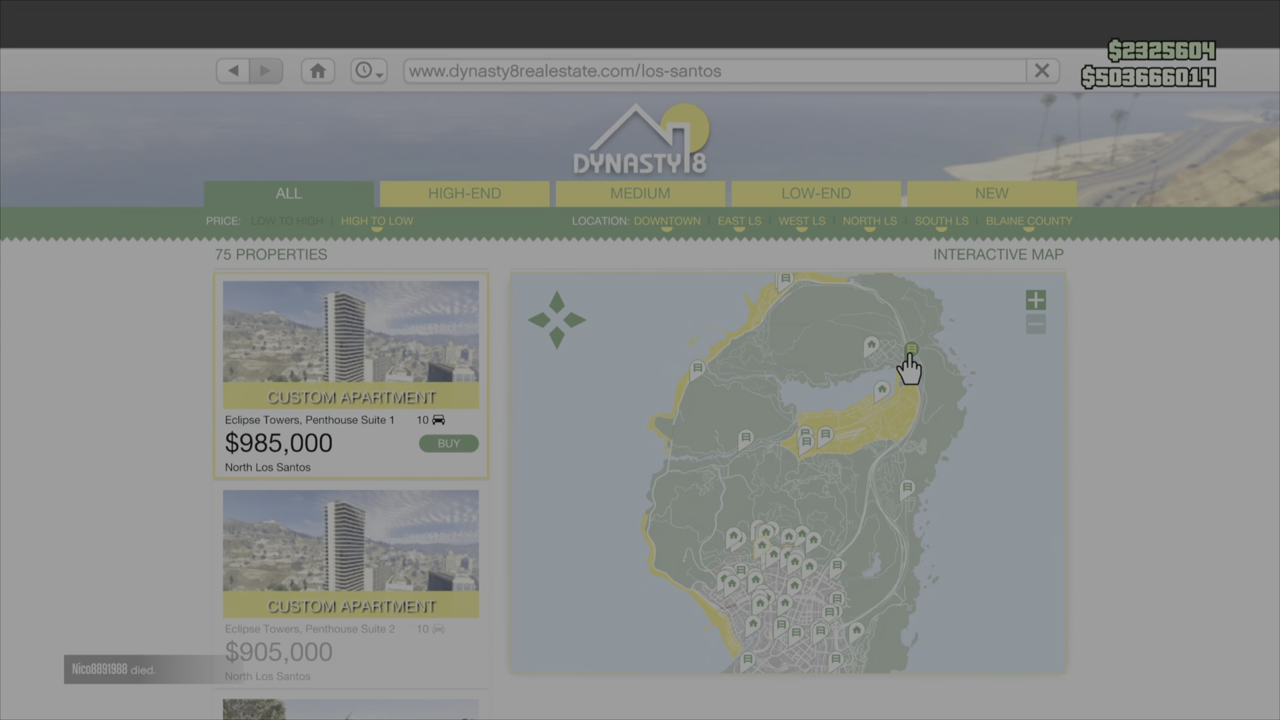 $2325604
$503666014
www.dynasty8realestate.com/los-santos
DYNASTY 8
ALL HIGH-END MEDIUM LOW-END NEW
PRICE: LOW TO HIGH | HIGH TO LOW LOCATION: DOWNTOWN | EAST LS | WEST LS | NORTH LS | SOUTH LS | BLAINE COUNTY
75 PROPERTIES INTERACTIVE MAP
CUSTOM APARTMENT
Eclipse Towers, Penthouse Suite 1 10
$985,000 BUY
North Los Santos
CUSTOM APARTMENT
Eclipse Towers, Penthouse Suite 2 10
$905,000
North Los Santos
Nico8891988 died.